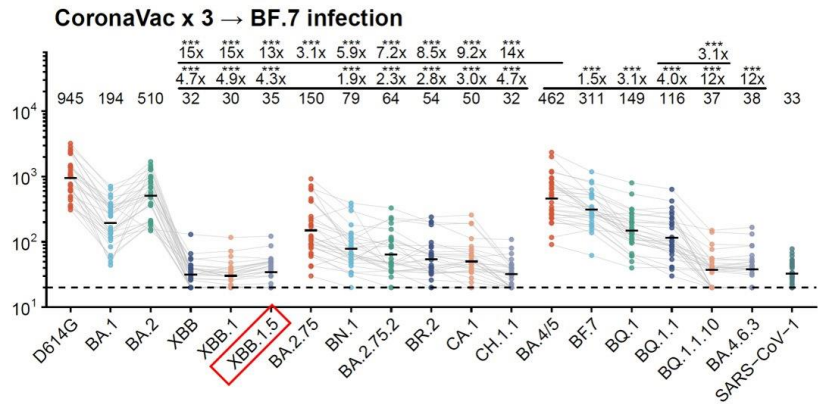 CoronaVac x 3 → BF.7 infection
*** *** *** *** *** *** *** *** *** ***
15x 15x 13x 3.1x 5.9x 7.2x 8.5x 9.2x 14x 3.1x
*** *** *** *** *** *** *** *** *** *** *** *** ***
4.7x 4.9x 4.3x 1.9x 2.3x 2.8x 3.0x 4.7x 1.5x 3.1x 4.0x 12x 12x
945 194 510 32 30 35 150 79 64 54 50 32 462 311 149 116 37 38 33
10⁴
10³
10²
10¹
D614G
BA.1
BA.2
XBB
XBB.1
XBB.1.5
BA.2.75
BN.1
BA.2.75.2
BR.2
CA.1
CH.1.1
BA.4/5
BF.7
BQ.1
BQ.1.1
BQ.1.1.10
BA.4.6.3
SARS-CoV-1